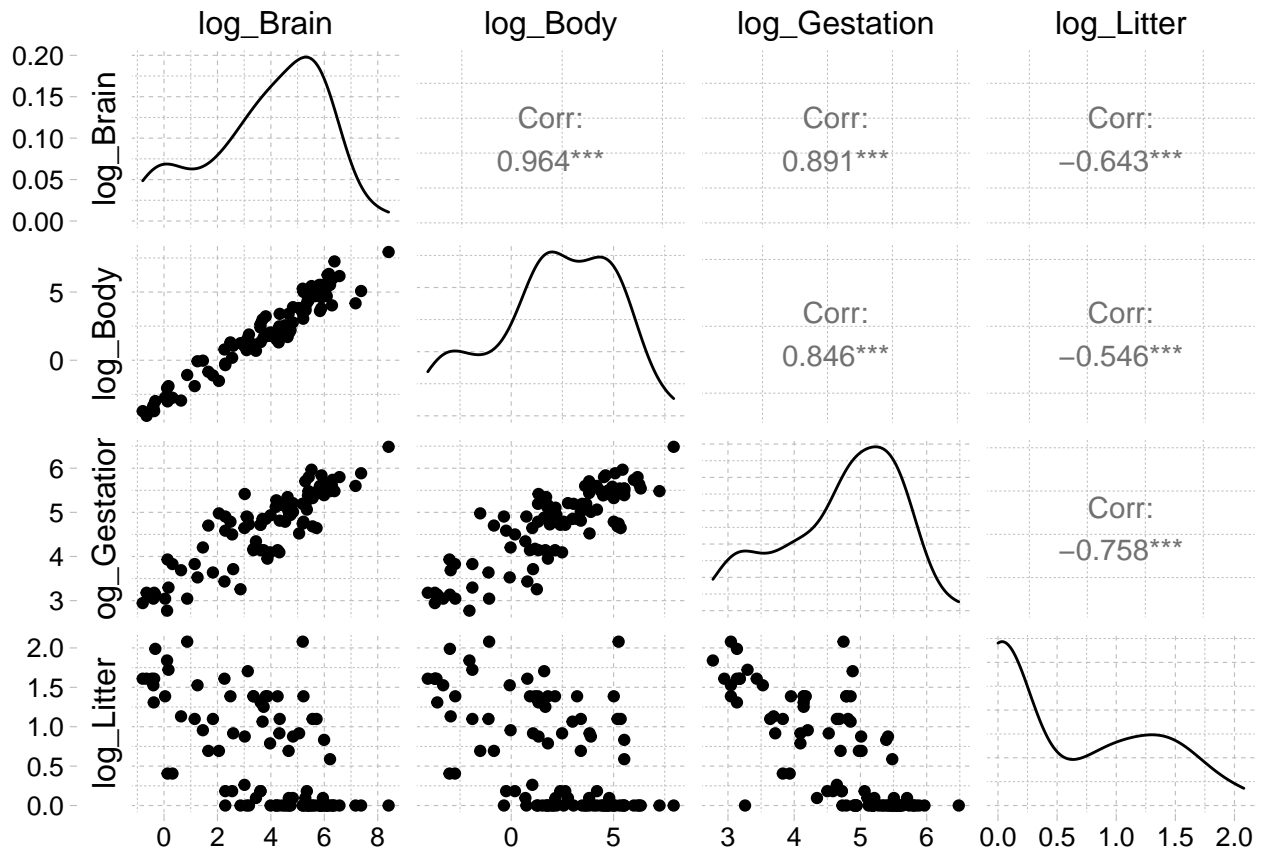 log_Brain log_Body log_Gestation log_Litter
log_Brain
0.20
0.15
0.10
0.05
0.00
Corr:
0.964***
Corr:
0.891***
Corr:
−0.643***
log_Body
5
0
Corr:
0.846***
Corr:
−0.546***
og_Gestatior
6
5
4
3
Corr:
−0.758***
log_Litter
2.0
1.5
1.0
0.5
0.0
0 2 4 6 8
0 5
3 4 5 6
0.0 0.5 1.0 1.5 2.0